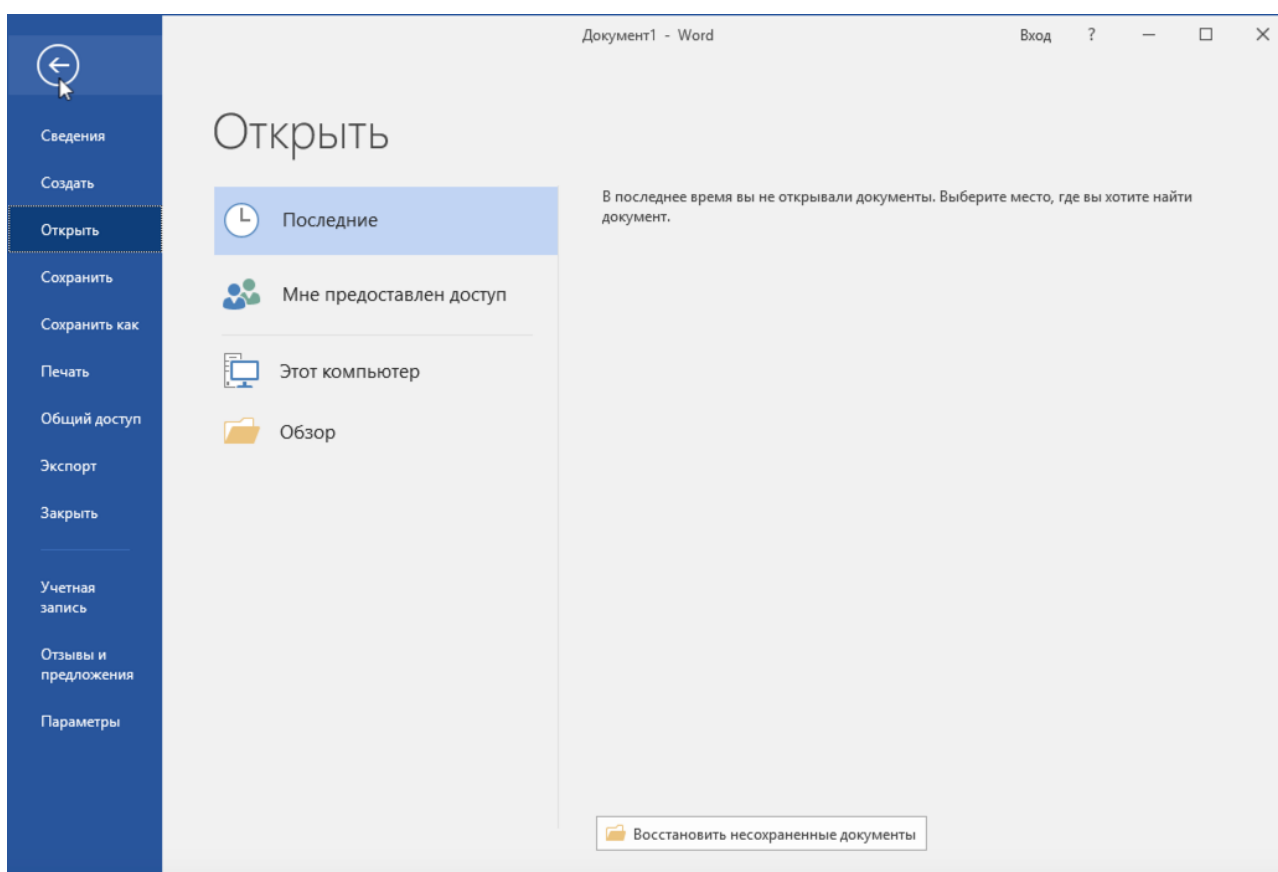 Документ1 - Word
Вход
?
Сведения
Создать
Открыть
Сохранить
Сохранить как
Печать
Общий доступ
Экспорт
Закрыть
Учетная
запись
Отзывы и
предложения
Параметры
Открыть
Последние
Мне предоставлен доступ
Этот компьютер
Обзор
В последнее время вы не открывали документы. Выберите место, где вы хотите найти
документ.
Восстановить несохраненные документы